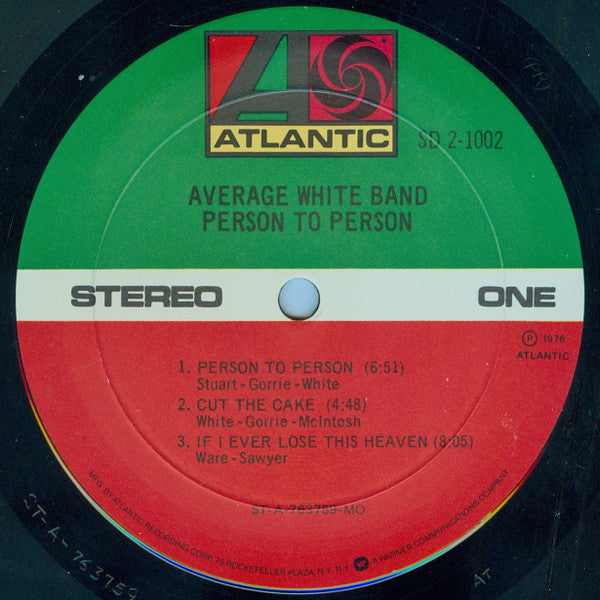 ATLANTIC
SD 2-1002
(PR)
AVERAGE WHITE BAND
PERSON TO PERSON
STEREO
ONE
Ⓟ 1976
ATLANTIC
1. PERSON TO PERSON (6:51)
Stuart-Gorrie-White
2. CUT THE CAKE (4:48)
White-Gorrie-McIntosh
3. IF I EVER LOSE THIS HEAVEN (8:05)
Ware-Sawyer
ST-A-763759-MO
MFG. BY ATLANTIC RECORDING CORP. 75 ROCKEFELLER PLAZA, N.Y. N.Y. A WARNER COMMUNICATIONS COMPANY
ST-A-763759
AT